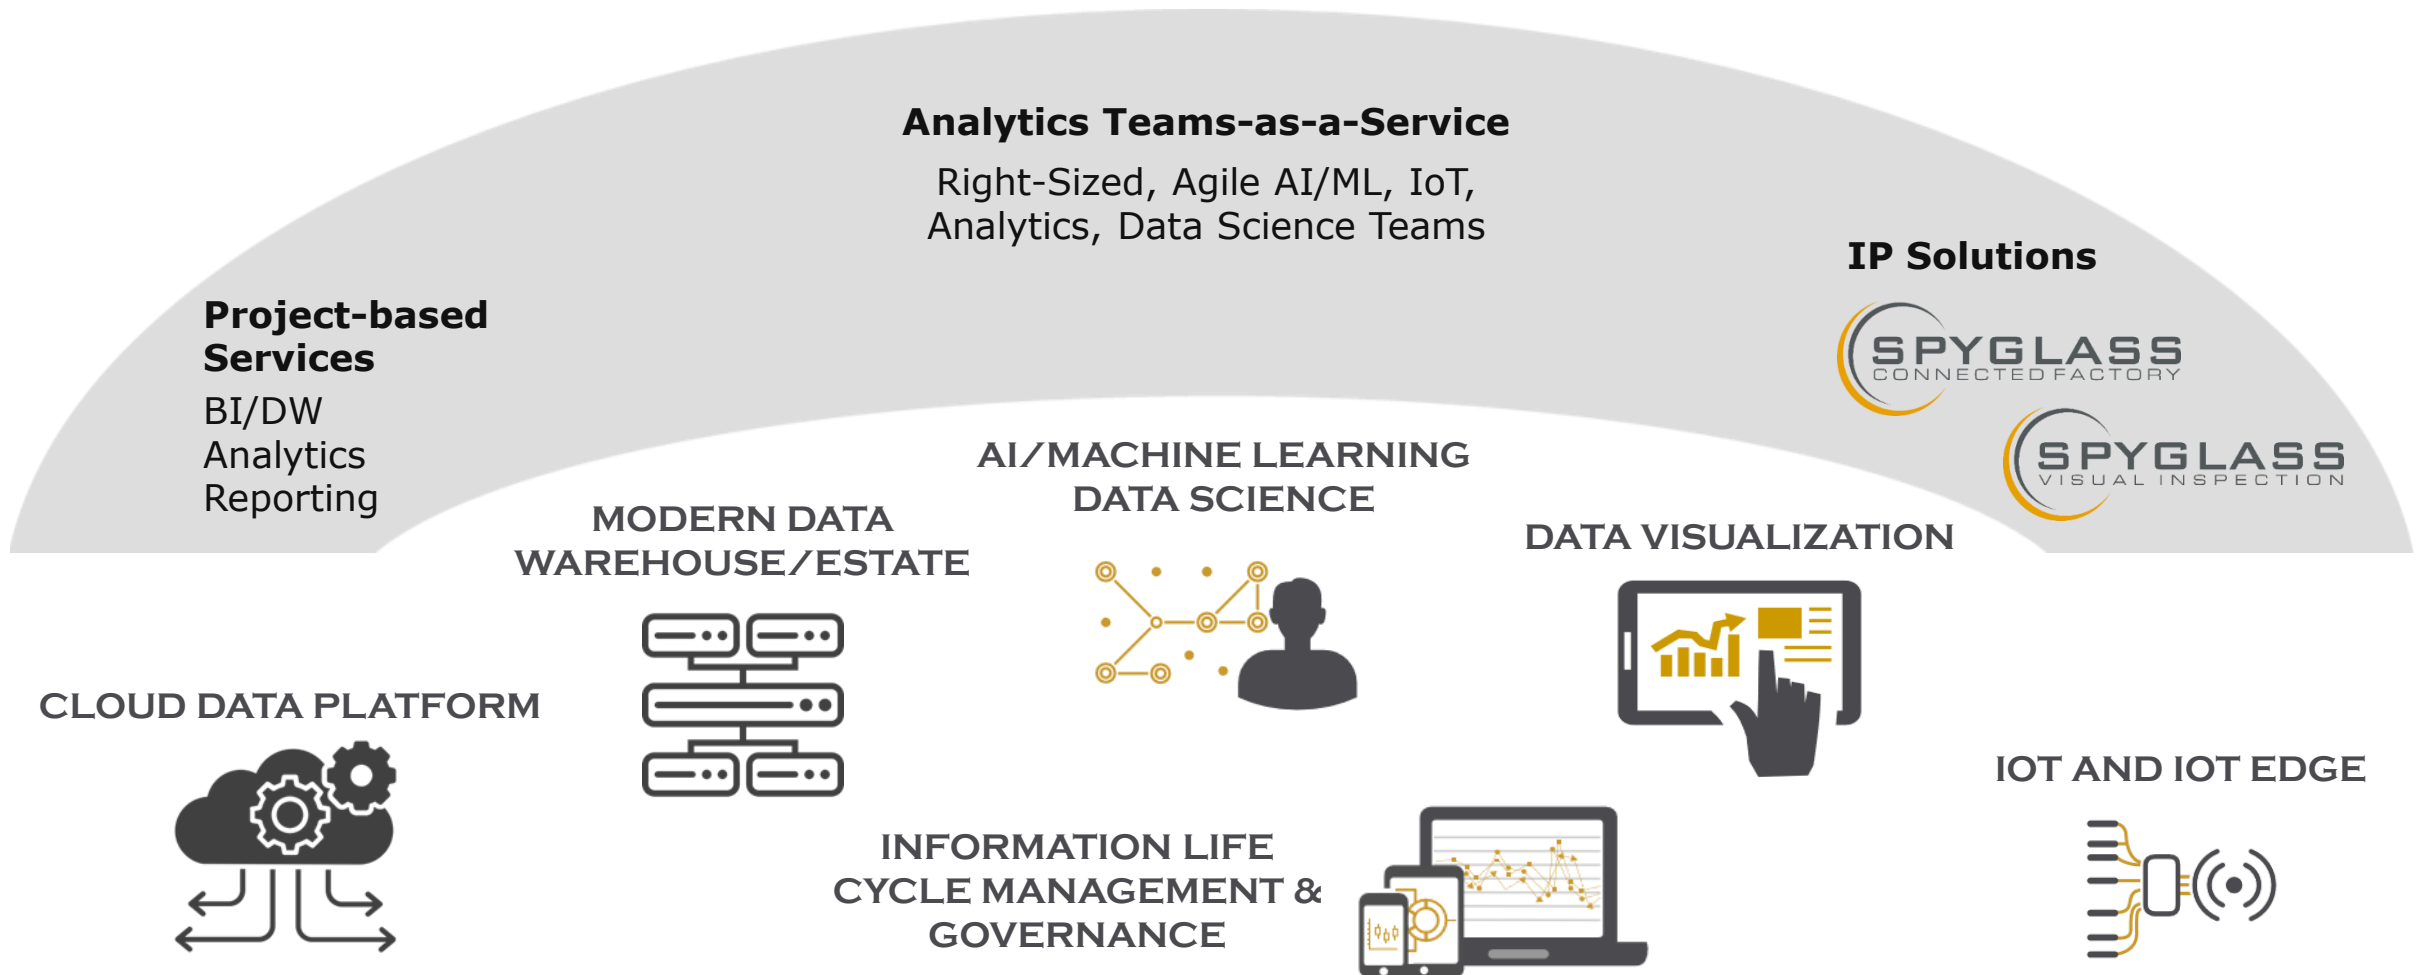 Analytics Teams-as-a-Service
Right-Sized, Agile AI/ML, IoT,
Analytics, Data Science Teams
IP Solutions
SPYGLASS
CONNECTED FACTORY
SPYGLASS
VISUAL INSPECTION
Project-based
Services
BI/DW
Analytics
Reporting
AI/MACHINE LEARNING
DATA SCIENCE
MODERN DATA
WAREHOUSE/ESTATE
DATA VISUALIZATION
CLOUD DATA PLATFORM
IOT AND IOT EDGE
INFORMATION LIFE
CYCLE MANAGEMENT &
GOVERNANCE